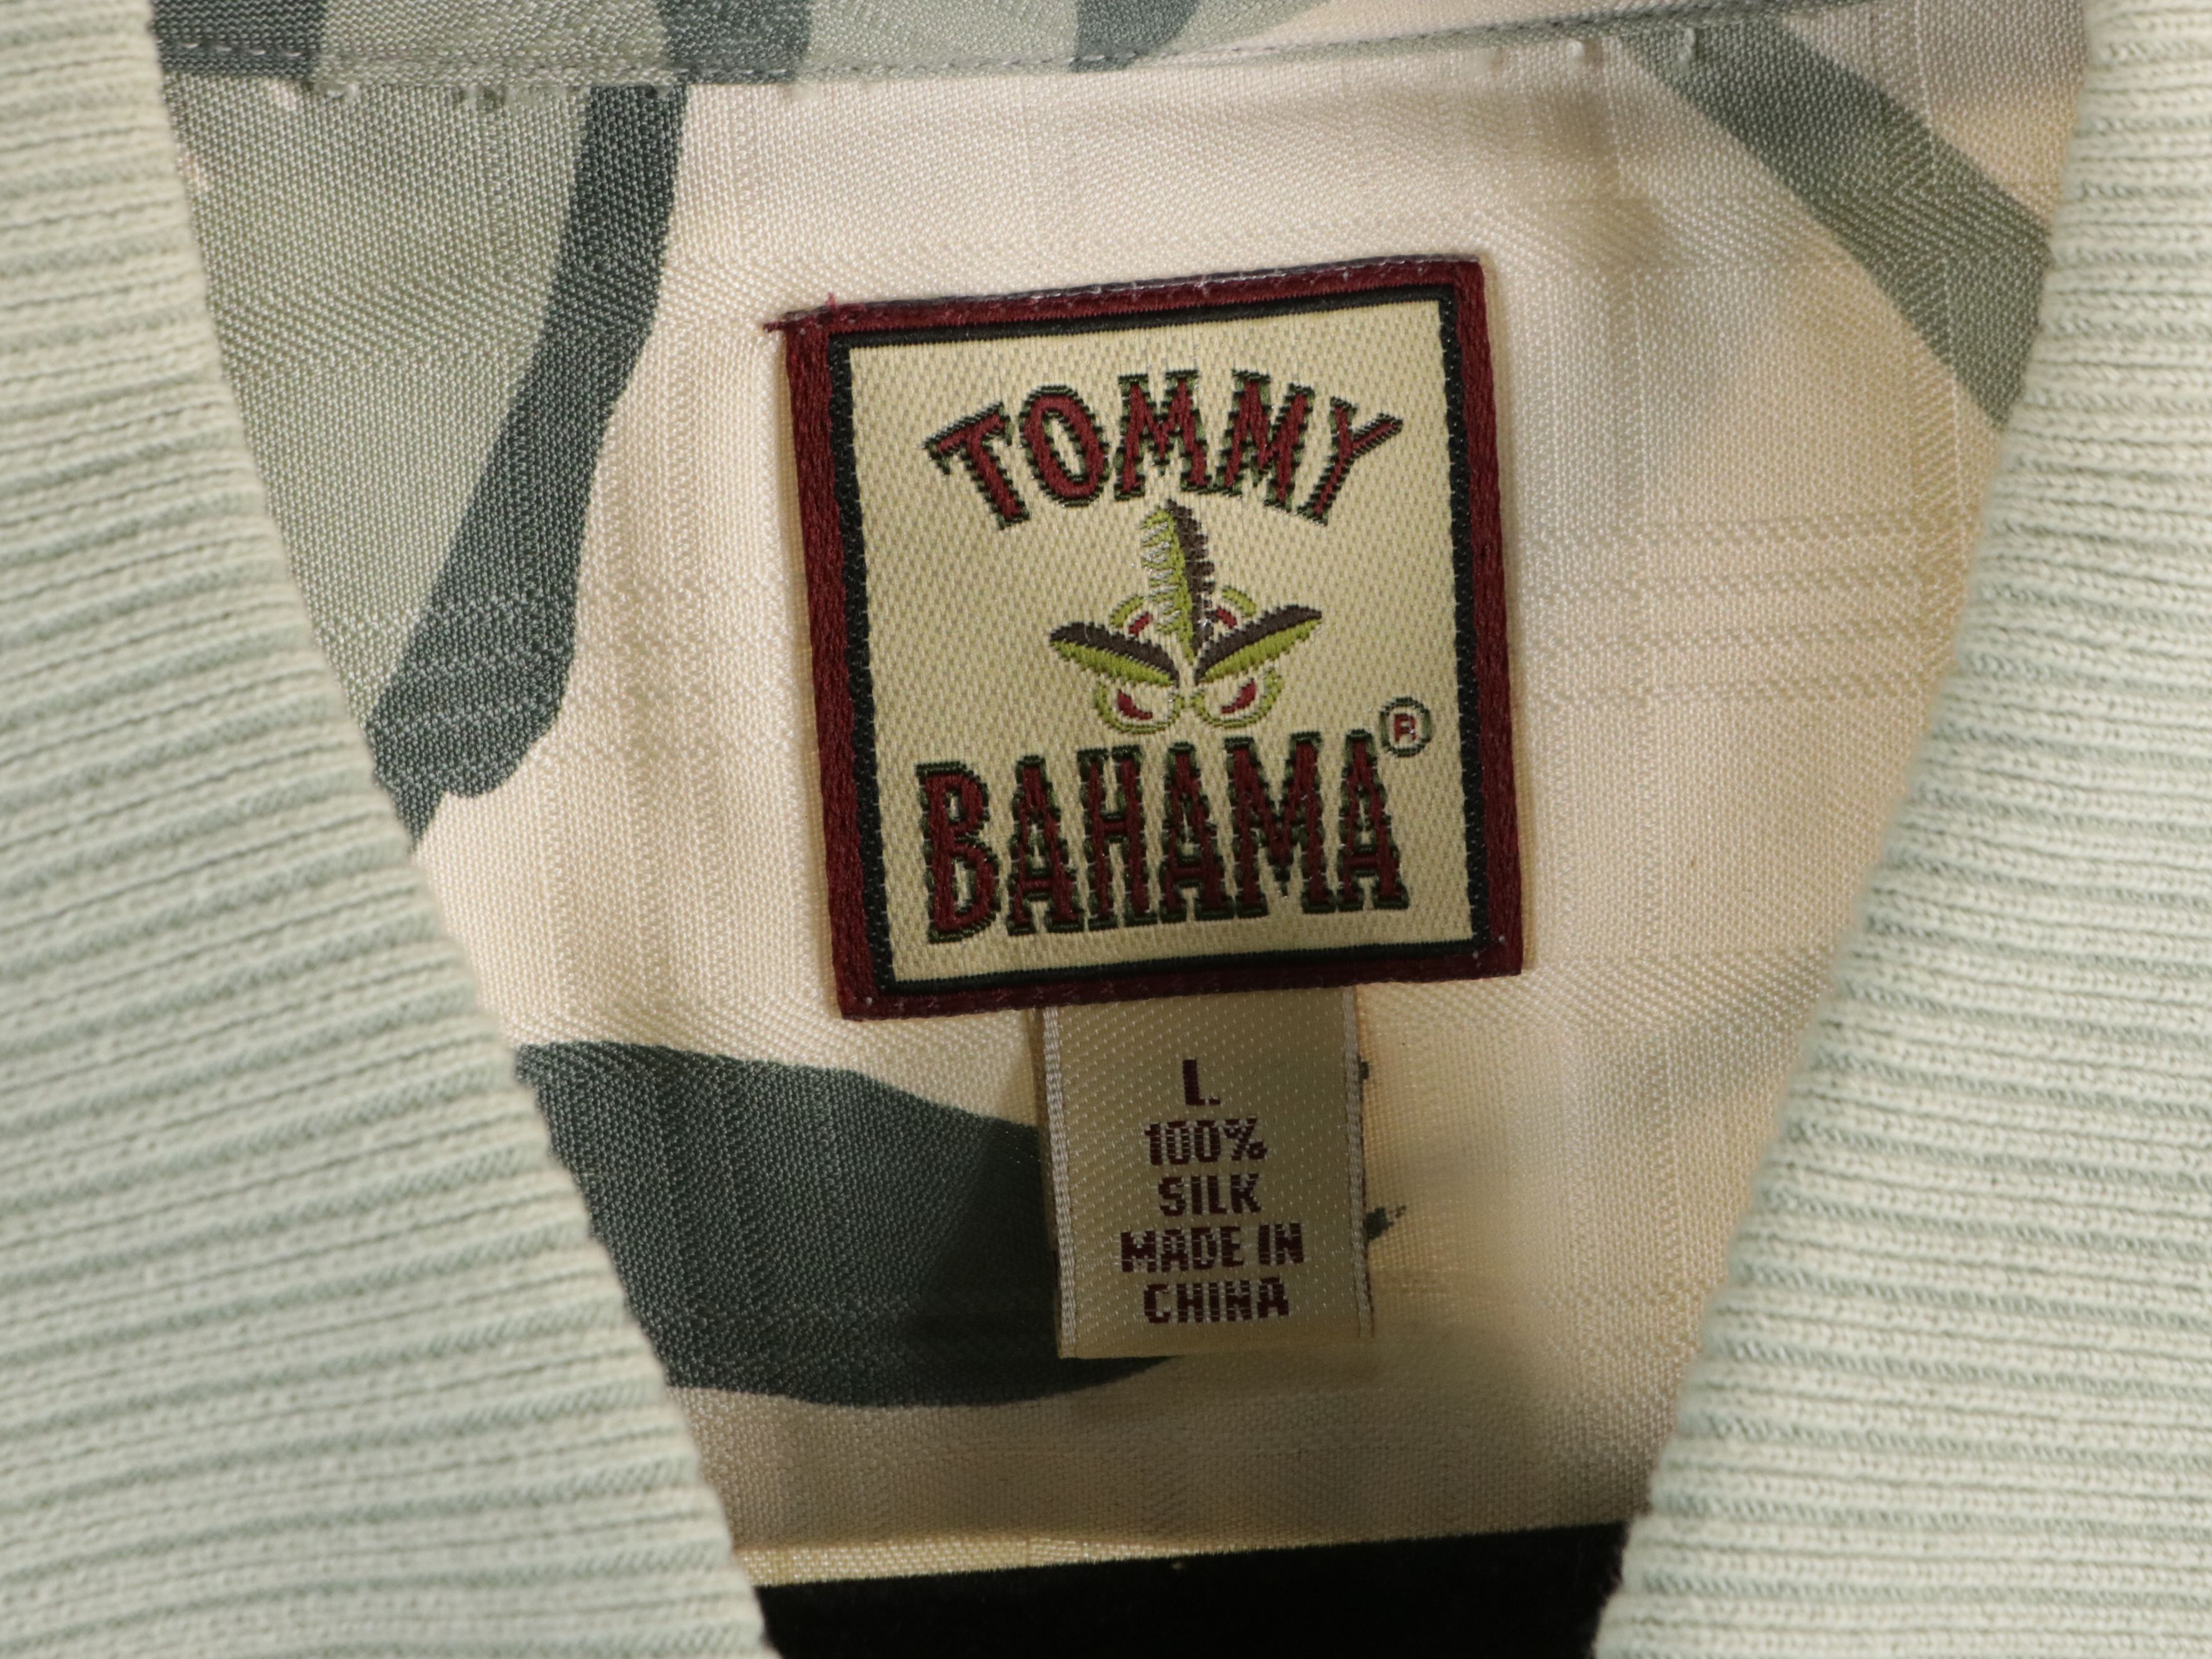 TOMMY
BAHAMA®
L.
100%
SILK
MADE IN
CHINA